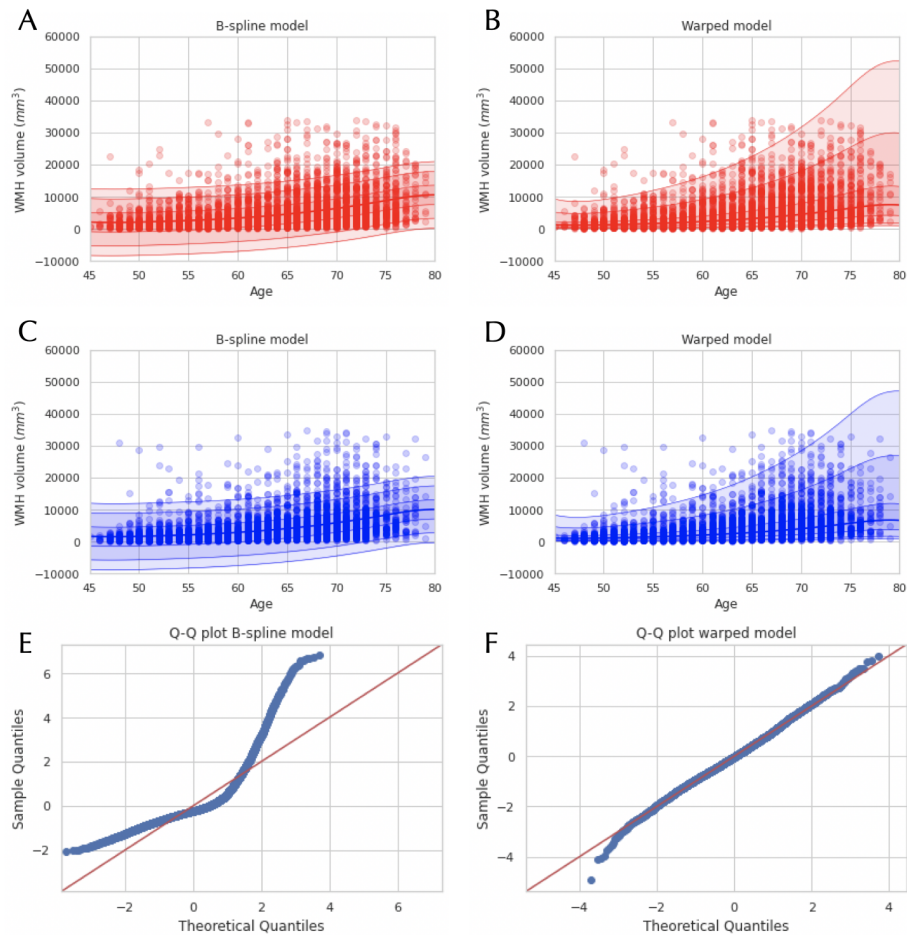 A
B-spline model
WMH volume (mm³)
60000
50000
40000
30000
20000
10000
0
−10000
45 50 55 60 65 70 75 80
Age
B
Warped model
WMH volume (mm³)
60000
50000
40000
30000
20000
10000
0
−10000
45 50 55 60 65 70 75 80
Age
C
B-spline model
WMH volume (mm³)
60000
50000
40000
30000
20000
10000
0
−10000
45 50 55 60 65 70 75 80
Age
D
Warped model
WMH volume (mm³)
60000
50000
40000
30000
20000
10000
0
−10000
45 50 55 60 65 70 75 80
Age
E
Q-Q plot B-spline model
Sample Quantiles
6
4
2
0
−2
−2 0 2 4 6
Theoretical Quantiles
F
Q-Q plot warped model
Sample Quantiles
4
2
0
−2
−4
−4 −2 0 2 4
Theoretical Quantiles